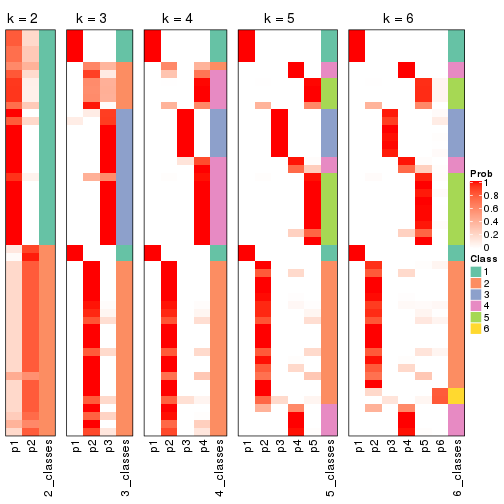 k = 2
k = 3
k = 4
k = 5
k = 6
Prob
1
0.8
0.6
0.4
0.2
0
Class
1
2
3
4
5
6
p1
p2
2_classes
p1
p2
p3
3_classes
p1
p2
p3
p4
4_classes
p1
p2
p3
p4
p5
5_classes
p1
p2
p3
p4
p5
p6
6_classes